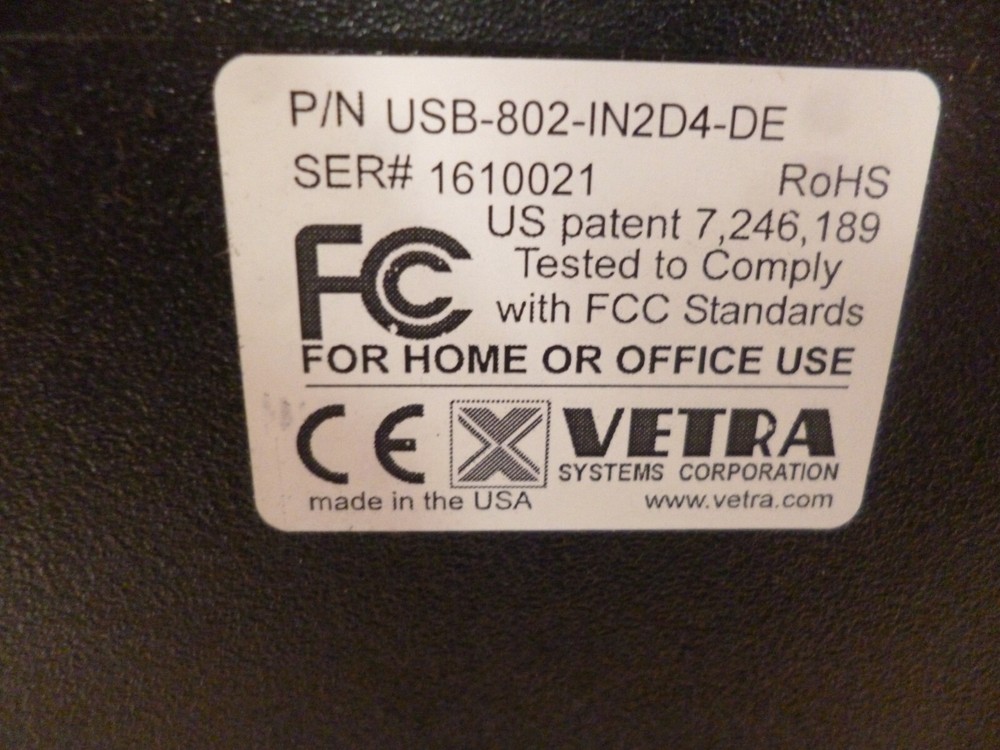 P/N USB-802-IN2D4-DE
SER# 1610021 RoHS
US patent 7,246,189
Tested to Comply
with FCC Standards
FC
FOR HOME OR OFFICE USE
CE VETRA
SYSTEMS CORPORATION
made in the USA www.vetra.com